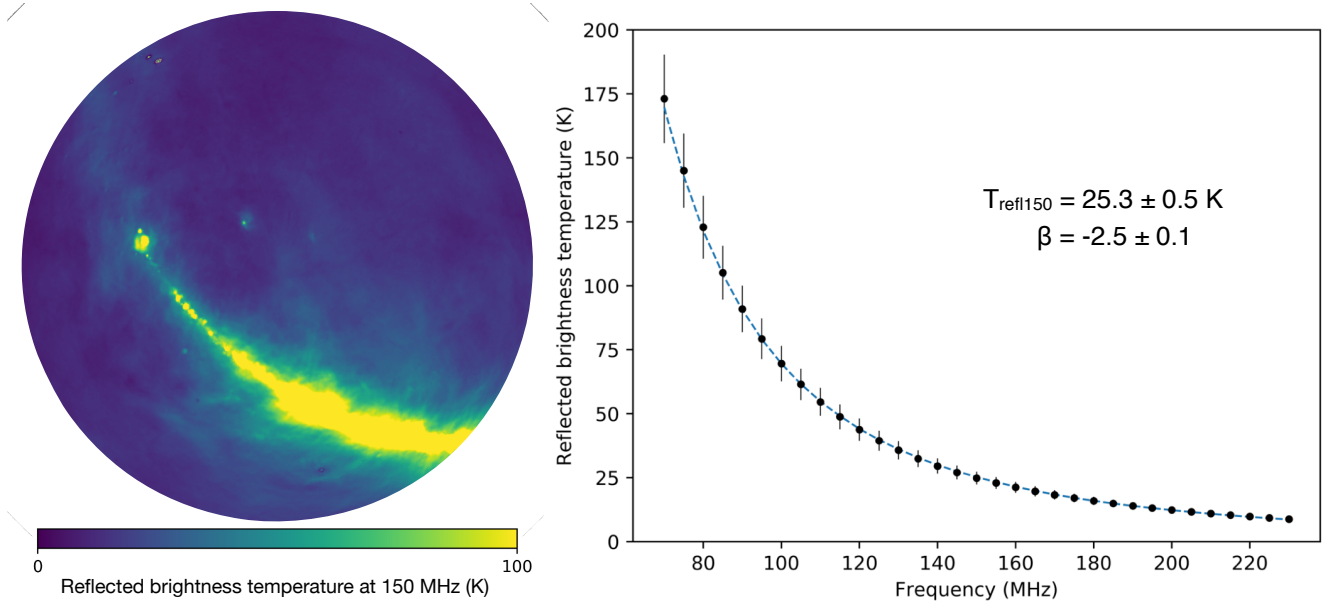 0
100
Reflected brightness temperature at 150 MHz (K)
Reflected brightness temperature (K)
200
175
150
125
100
75
50
25
0
T_refl150 = 25.3 ± 0.5 K
β = -2.5 ± 0.1
80 100 120 140 160 180 200 220
Frequency (MHz)